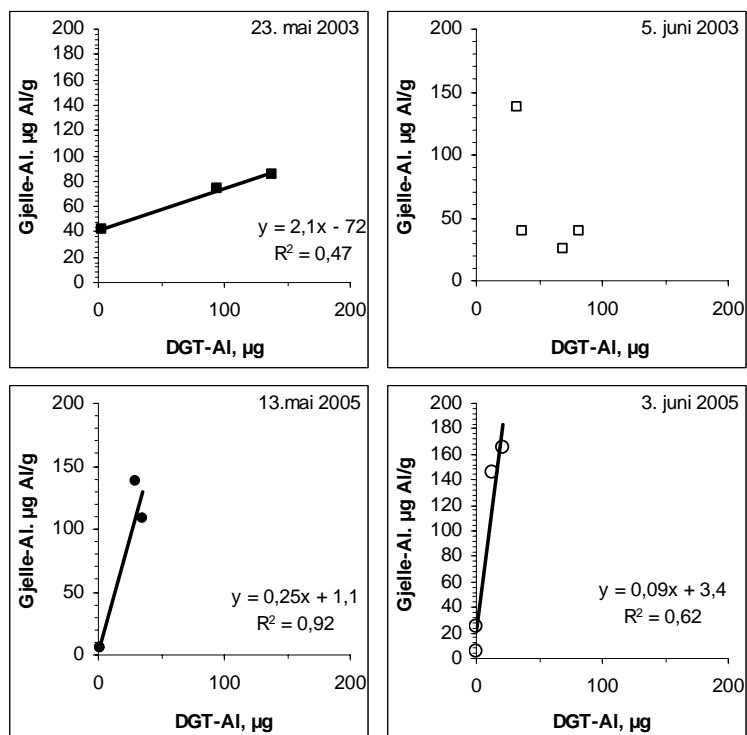 23. mai 2003
Gjelle-Al. µg Al/g
200
180
160
140
120
100
80
60
40
20
0
y = 2,1x - 72
R² = 0,47
0
100
200
DGT-Al, µg
5. juni 2003
Gjelle-Al. µg Al/g
200
150
100
50
0
0
100
200
DGT-Al, µg
13.mai 2005
Gjelle-Al. µg Al/g
200
150
100
50
0
y = 0,25x + 1,1
R² = 0,92
0
100
200
DGT-Al, µg
3. juni 2005
Gjelle-Al. µg Al/g
200
180
160
140
120
100
80
60
40
20
0
y = 0,09x + 3,4
R² = 0,62
0
100
200
DGT-Al, µg